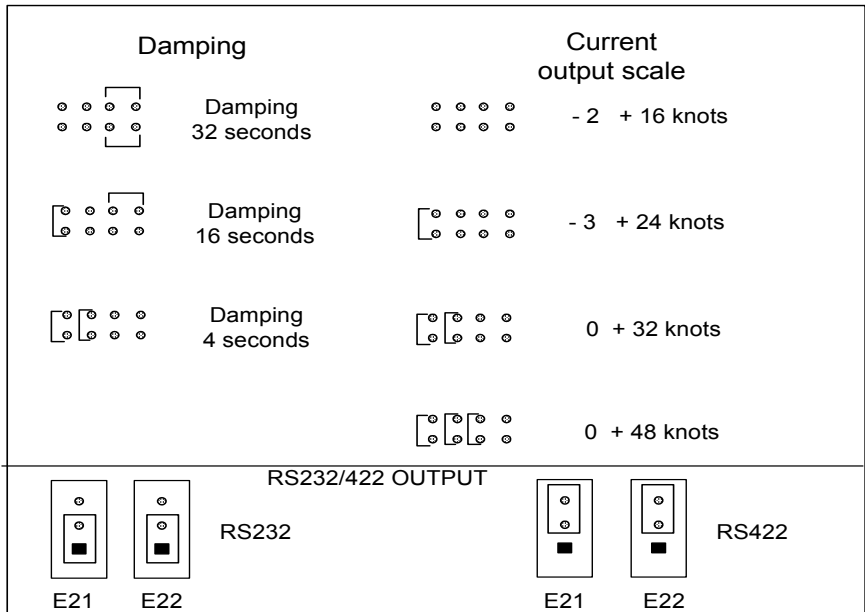 Damping
Damping
32 seconds
Damping
16 seconds
Damping
4 seconds
Current
output scale
- 2 + 16 knots
- 3 + 24 knots
0 + 32 knots
0 + 48 knots
RS232/422 OUTPUT
RS232
RS422
E21 E22 E21 E22